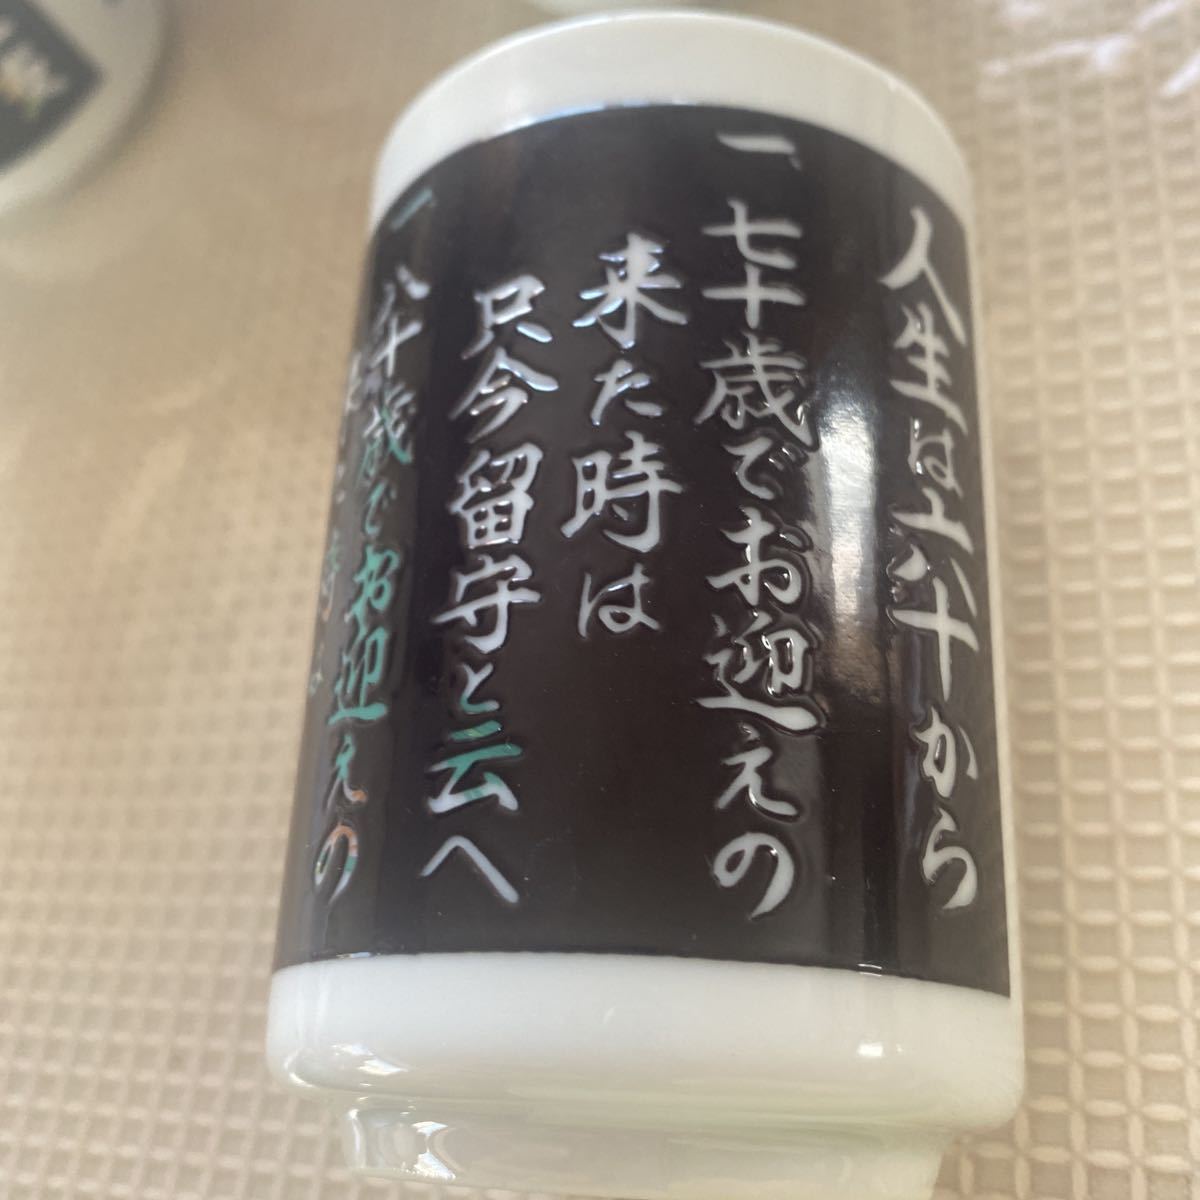 人生は六十から
一、七十歳でお迎えの
来た時は
只今留守と云へ
一、八十歳でお迎えの